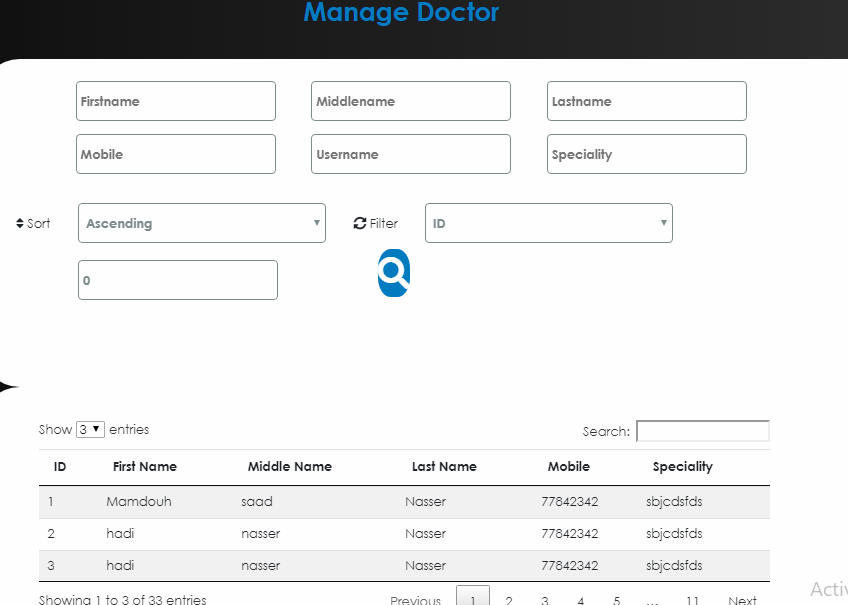 Manage Doctor
Firstname Middlename Lastname
Mobile Username Speciality
Sort Ascending Filter ID
0
Show 3 entries Search:
ID First Name Middle Name Last Name Mobile Speciality
1 Mamdouh saad Nasser 77842342 sbjcdsfds
2 hadi nasser Nasser 77842342 sbjcdsfds
3 hadi nasser Nasser 77842342 sbjcdsfds
Showing 1 to 3 of 33 entries Previous 1 2 3 4 5 … 11 Next